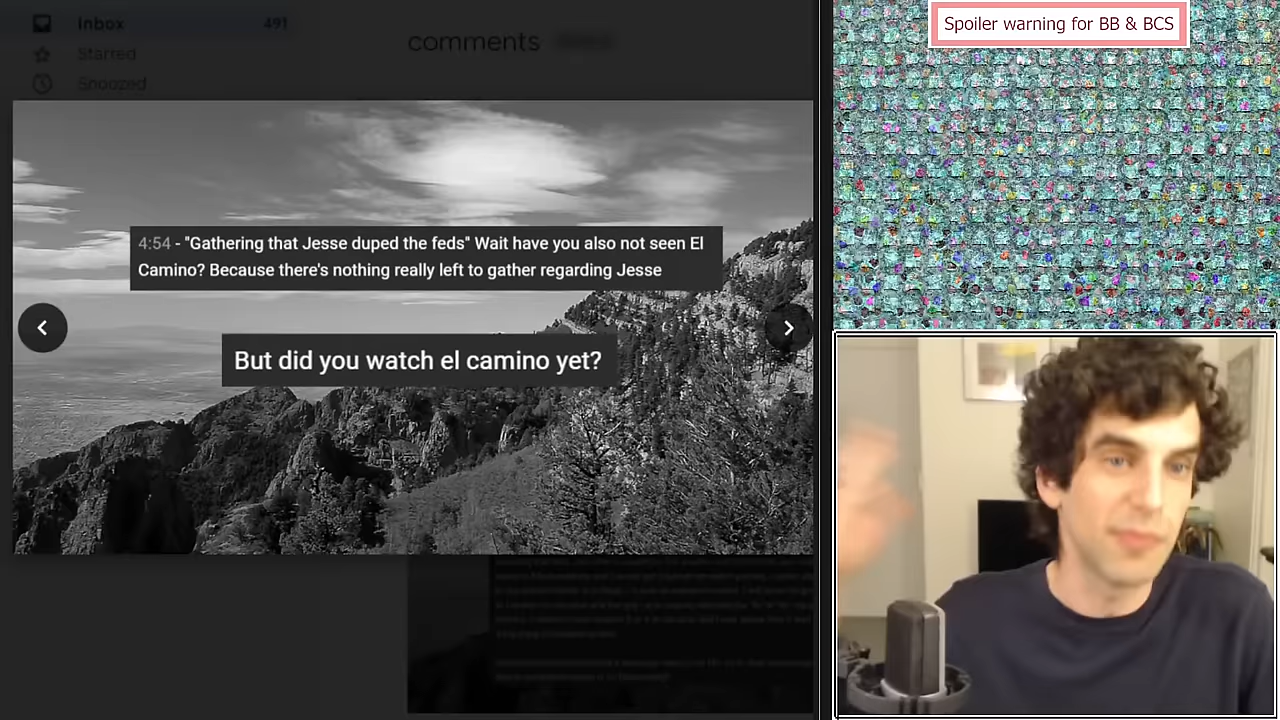 Inbox 491
Starred
Snoozed
comments
Spoiler warning for BB & BCS
4:54 - "Gathering that Jesse duped the feds" Wait have you also not seen El
Camino? Because there's nothing really left to gather regarding Jesse
But did you watch el camino yet?